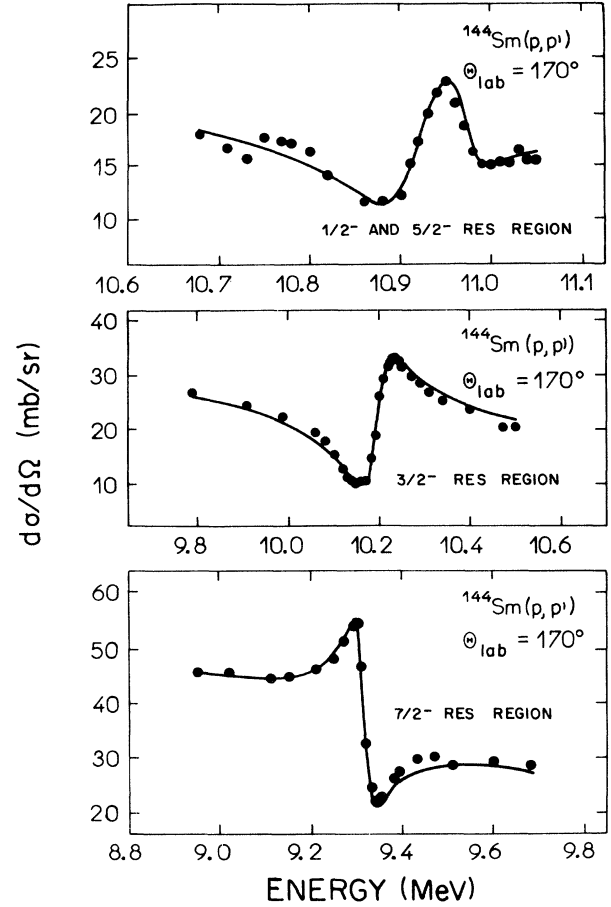 ¹⁴⁴Sm(p,p')
Θlab = 170°
25
20
15
10
1/2⁻ AND 5/2⁻ RES REGION
10.6 10.7 10.8 10.9 11.0 11.1
dσ/dΩ (mb/sr)
40
¹⁴⁴Sm(p,p')
30
Θlab = 170°
20
10
3/2⁻ RES REGION
9.8 10.0 10.2 10.4 10.6
60
¹⁴⁴Sm(p,p')
Θlab = 170°
50
40
7/2⁻ RES REGION
30
20
8.8 9.0 9.2 9.4 9.6 9.8
ENERGY (MeV)